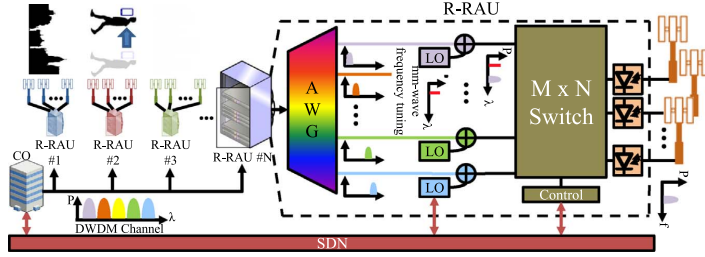 R-RAU
R-RAU
#1
R-RAU
#2
R-RAU
#3
R-RAU #N
CO
P
λ
DWDM Channel
AWG
LO
LO
LO
mm-wave
frequency tuning
λ
P
λ
M x N
Switch
Control
P
f
SDN